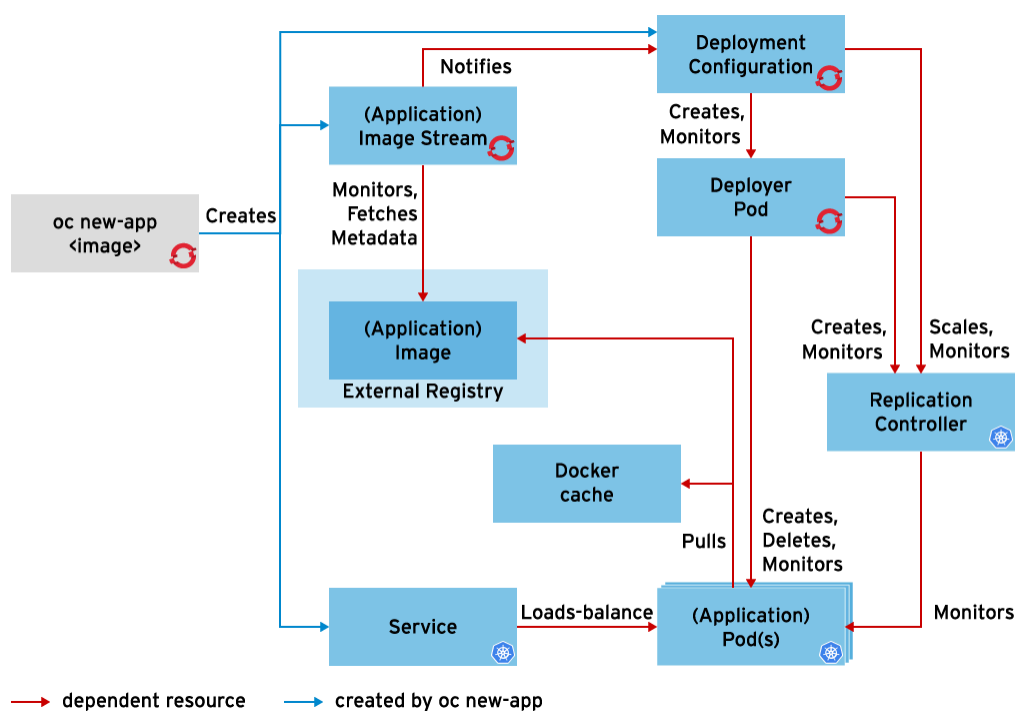 Deployment
Configuration
Notifies
(Application)
Image Stream
Creates,
Monitors
Deployer
Pod
Monitors,
Fetches
Metadata
oc new-app
<image>
Creates
(Application)
Image
External Registry
Creates,
Monitors
Scales,
Monitors
Replication
Controller
Docker
cache
Pulls
Creates,
Deletes,
Monitors
Service
Loads-balance
(Application)
Pod(s)
Monitors
dependent resource
created by oc new-app